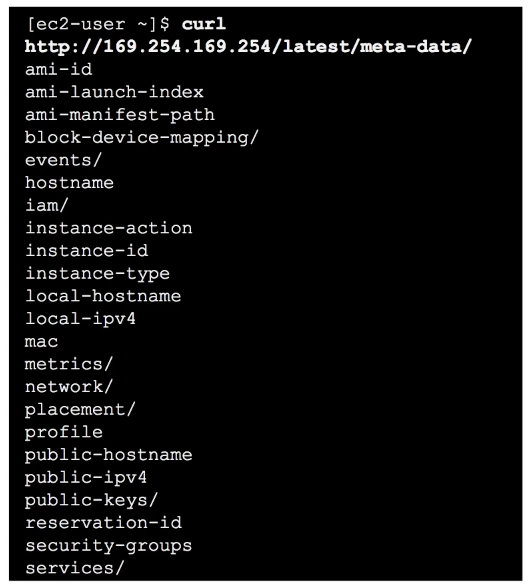 [ec2-user ~]$ curl
http://169.254.169.254/latest/meta-data/
ami-id
ami-launch-index
ami-manifest-path
block-device-mapping/
events/
hostname
iam/
instance-action
instance-id
instance-type
local-hostname
local-ipv4
mac
metrics/
network/
placement/
profile
public-hostname
public-ipv4
public-keys/
reservation-id
security-groups
services/